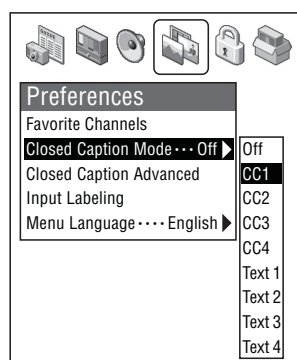 Preferences
Favorite Channels
Closed Caption Mode ··· Off
Closed Caption Advanced
Input Labeling
Menu Language ···· English
Off
CC1
CC2
CC3
CC4
Text 1
Text 2
Text 3
Text 4